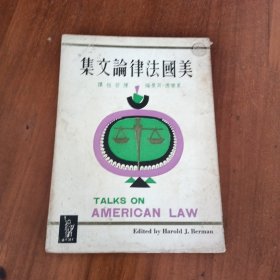 美國法律論文集
TALKS ON
AMERICAN LAW
Edited by Harold J. Berman